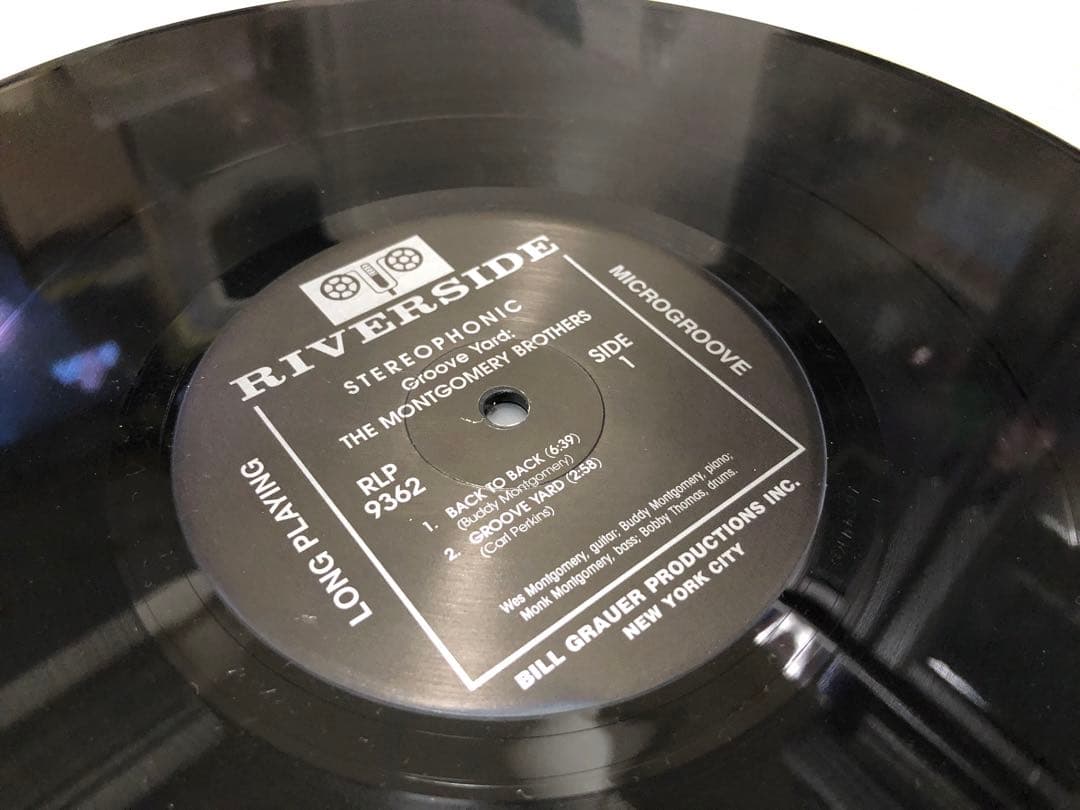 RIVERSIDE
STEREOPHONIC
Groove Yard:
THE MONTGOMERY BROTHERS
MICROGROOVE
SIDE
1
LONG PLAYING
RLP
9362
1. BACK TO BACK (6:39)
(Buddy Montgomery)
2. GROOVE YARD (2:58)
(Carl Perkins)
Wes Montgomery, guitar; Buddy Montgomery, piano;
Monk Montgomery, bass; Bobby Thomas, drums.
BILL GRAUER PRODUCTIONS INC.
NEW YORK CITY